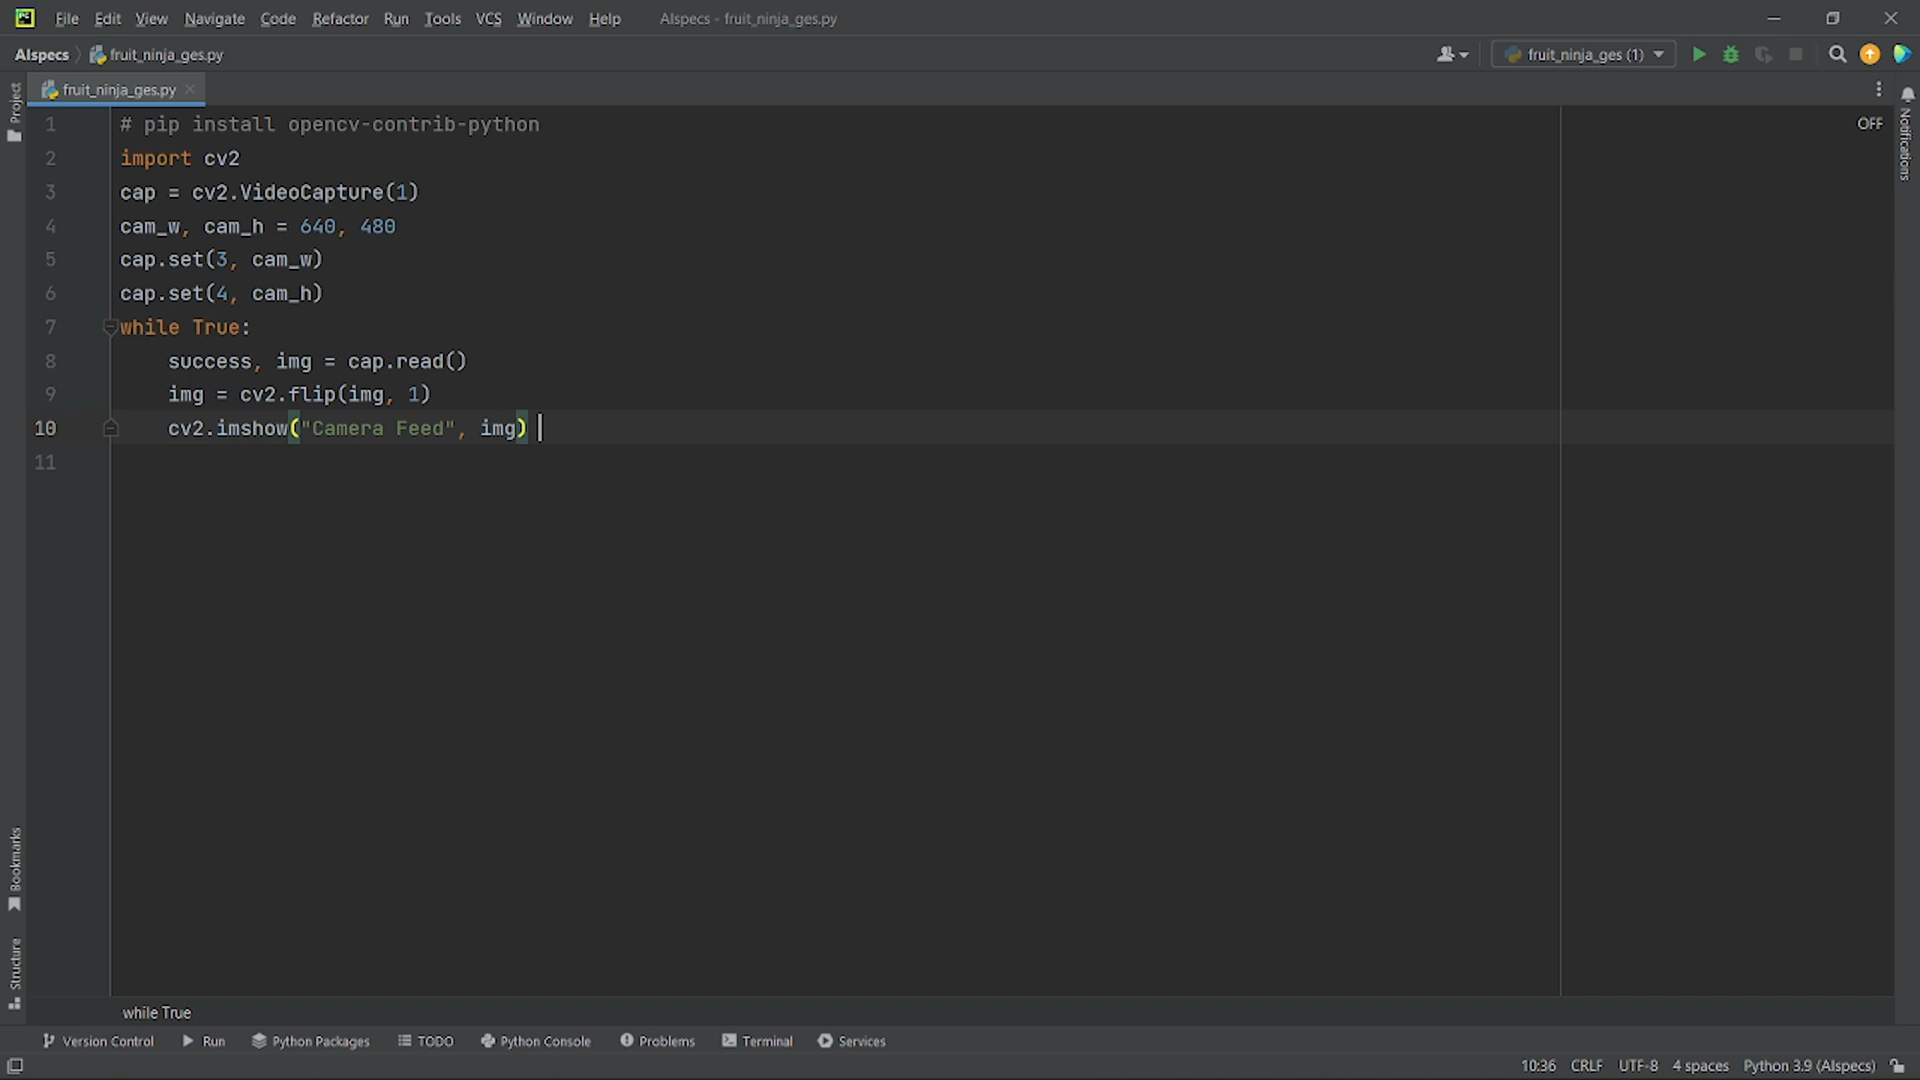 File Edit View Navigate Code Refactor Run Tools VCS Window Help AIspecs - fruit_ninja_ges.py
AIspecs fruit_ninja_ges.py fruit_ninja_ges (1)
fruit_ninja_ges.py
Project
Notifications
OFF
1 # pip install opencv-contrib-python
2 import cv2
3 cap = cv2.VideoCapture(1)
4 cam_w, cam_h = 640, 480
5 cap.set(3, cam_w)
6 cap.set(4, cam_h)
7 while True:
8     success, img = cap.read()
9     img = cv2.flip(img, 1)
10     cv2.imshow("Camera Feed", img)
11
Bookmarks
Structure
while True
Version Control Run Python Packages TODO Python Console Problems Terminal Services
10:36 CRLF UTF-8 4 spaces Python 3.9 (AIspecs)